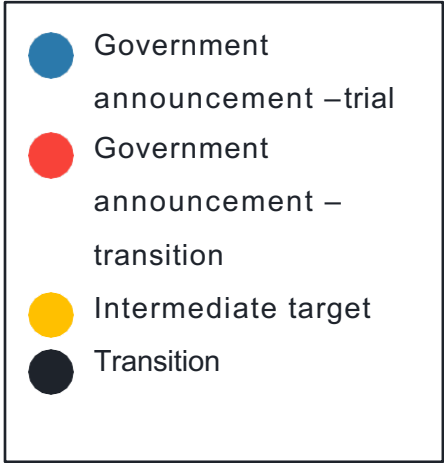 Government
announcement –trial
Government
announcement –
transition
Intermediate target
Transition